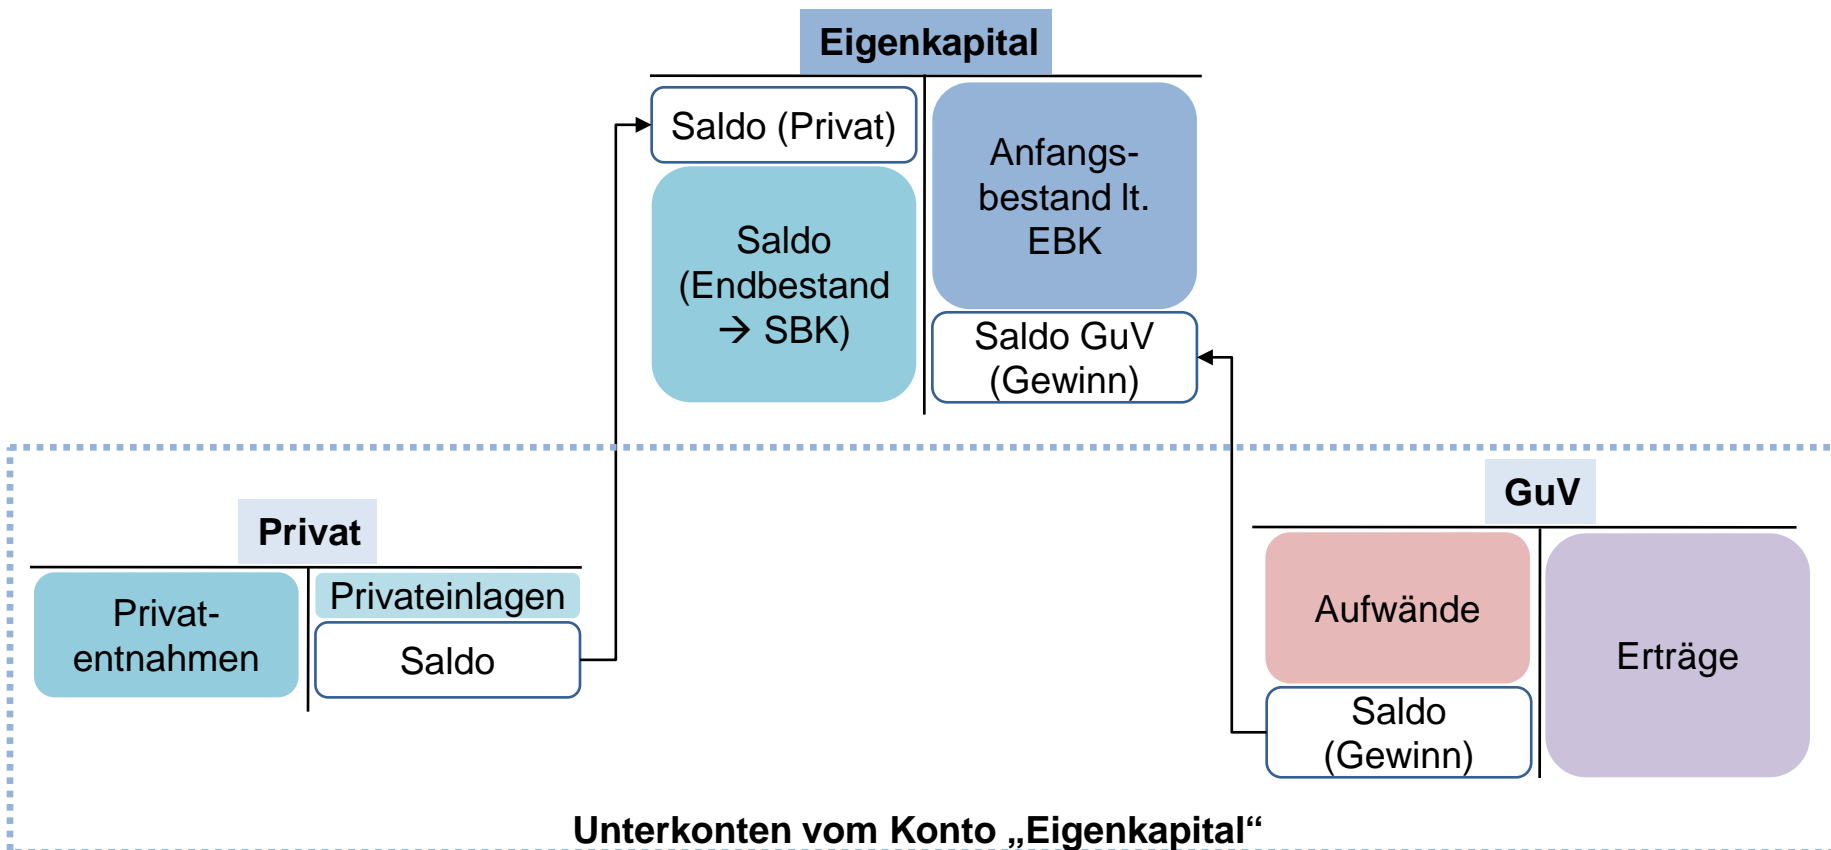 Eigenkapital
Saldo (Privat)
Saldo
(Endbestand
→ SBK)
Anfangs-
bestand lt.
EBK
Saldo GuV
(Gewinn)
Privat
Privat-
entnahmen
Privateinlagen
Saldo
GuV
Aufwände
Saldo
(Gewinn)
Erträge
Unterkonten vom Konto „Eigenkapital“